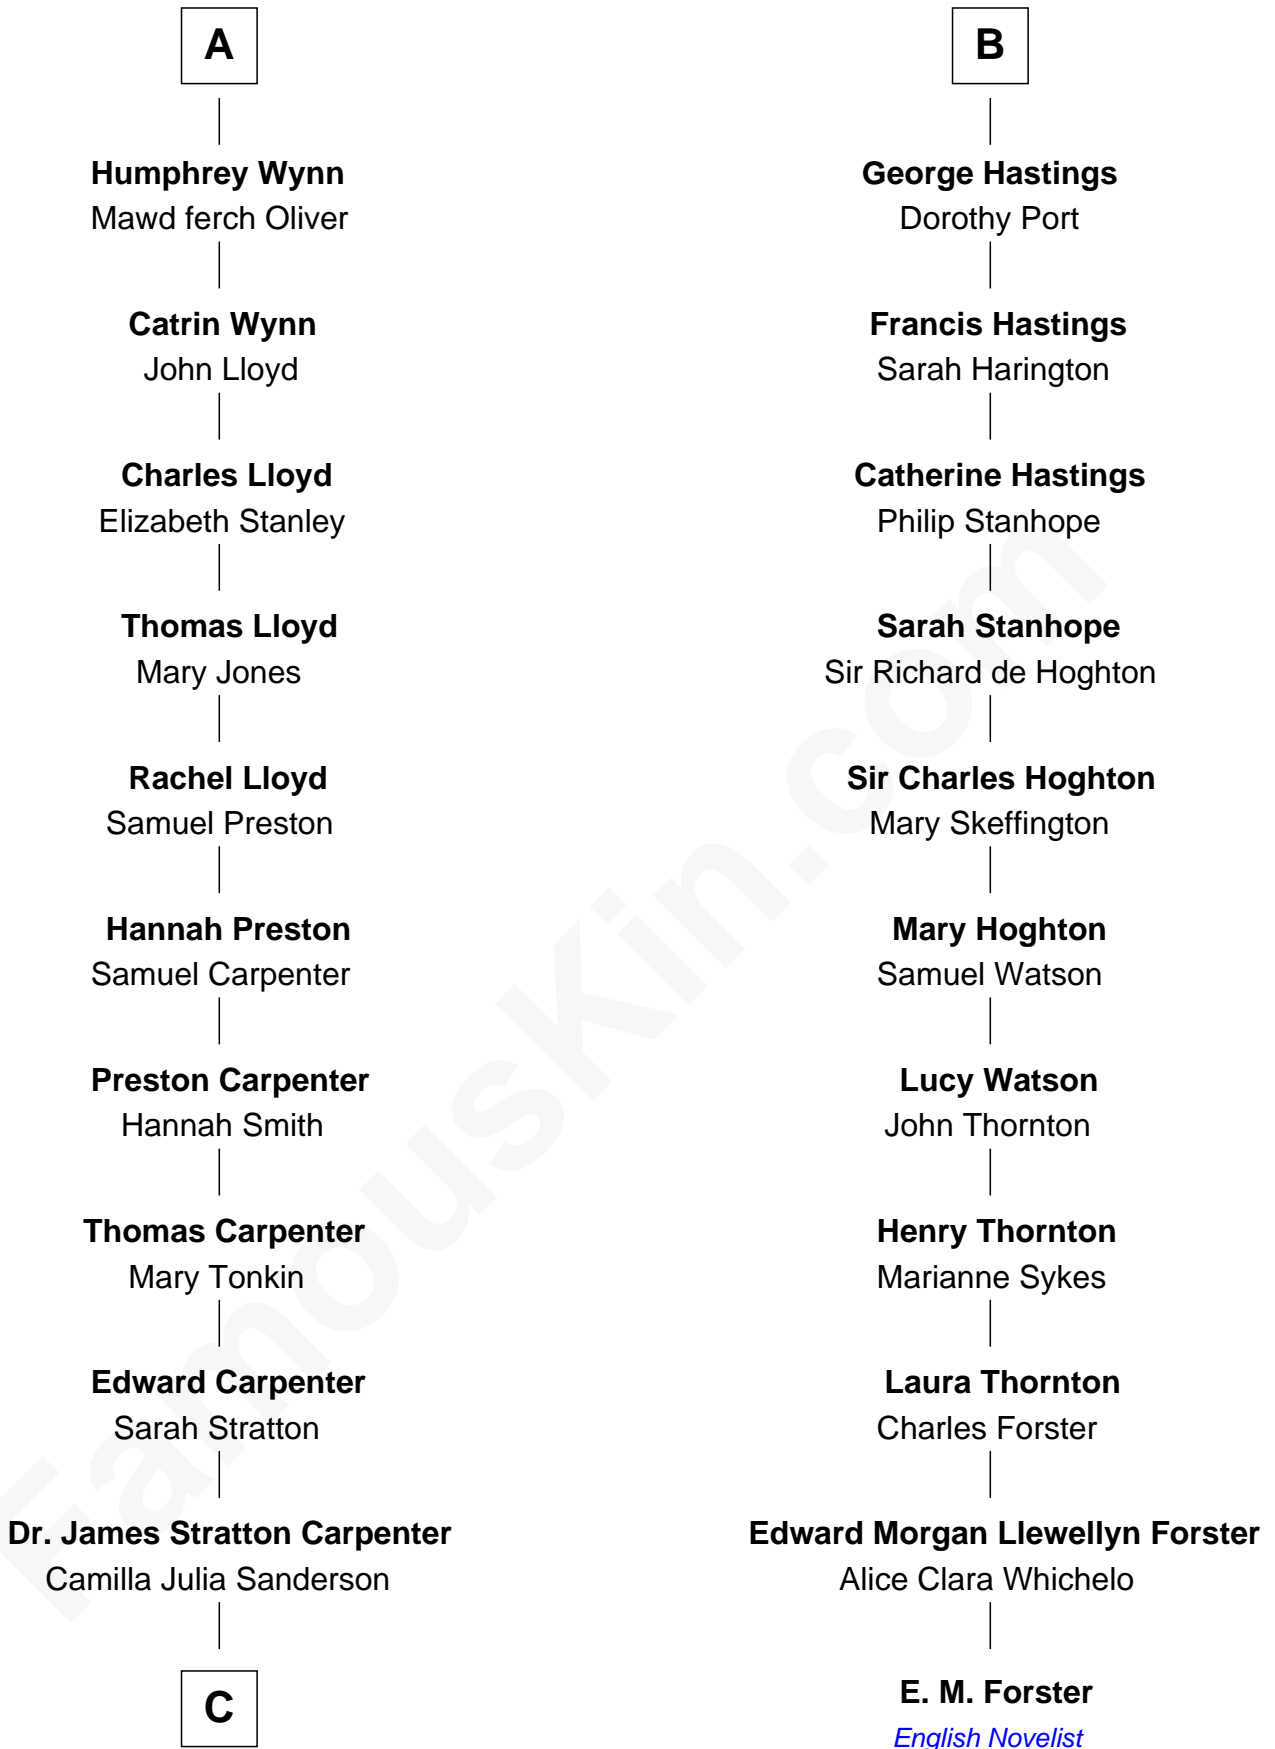 A
Humphrey Wynn
Mawd ferch Oliver
Catrin Wynn
John Lloyd
Charles Lloyd
Elizabeth Stanley
Thomas Lloyd
Mary Jones
Rachel Lloyd
Samuel Preston
Hannah Preston
Samuel Carpenter
Preston Carpenter
Hannah Smith
Thomas Carpenter
Mary Tonkin
Edward Carpenter
Sarah Stratton
Dr. James Stratton Carpenter
Camilla Julia Sanderson
C
B
George Hastings
Dorothy Port
Francis Hastings
Sarah Harington
Catherine Hastings
Philip Stanhope
Sarah Stanhope
Sir Richard de Hoghton
Sir Charles Hoghton
Mary Skeffington
Mary Hoghton
Samuel Watson
Lucy Watson
John Thornton
Henry Thornton
Marianne Sykes
Laura Thornton
Charles Forster
Edward Morgan Llewellyn Forster
Alice Clara Whichelo
E. M. Forster
English Novelist
FamousKin.com